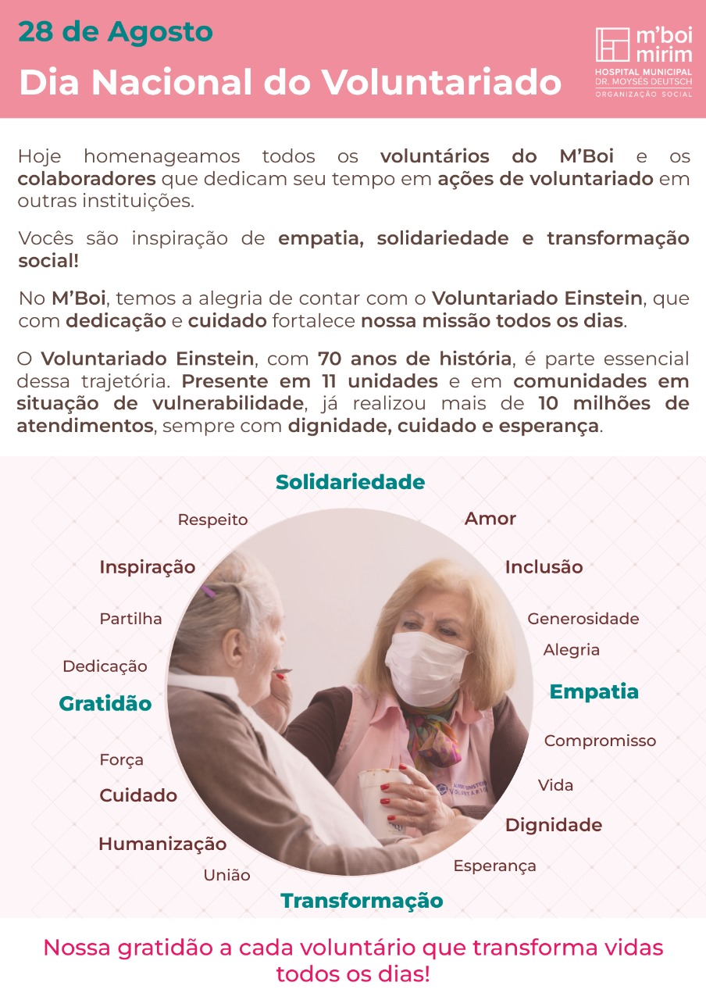 28 de Agosto
Dia Nacional do Voluntariado
m'boi
mirim
HOSPITAL MUNICIPAL
DR. MOYSÉS DEUTSCH
ORGANIZAÇÃO SOCIAL
Hoje homenageamos todos os voluntários do M'Boi e os
colaboradores que dedicam seu tempo em ações de voluntariado em
outras instituições.
Vocês são inspiração de empatia, solidariedade e transformação
social!
No M'Boi, temos a alegria de contar com o Voluntariado Einstein, que
com dedicação e cuidado fortalece nossa missão todos os dias.
O Voluntariado Einstein, com 70 anos de história, é parte essencial
dessa trajetória. Presente em 11 unidades e em comunidades em
situação de vulnerabilidade, já realizou mais de 10 milhões de
atendimentos, sempre com dignidade, cuidado e esperança.
Solidariedade
Respeito
Amor
Inspiração
Inclusão
Partilha
Generosidade
Alegria
Dedicação
Empatia
Gratidão
Compromisso
Força
Vida
Cuidado
Dignidade
Humanização
Esperança
União
Transformação
Nossa gratidão a cada voluntário que transforma vidas
todos os dias!